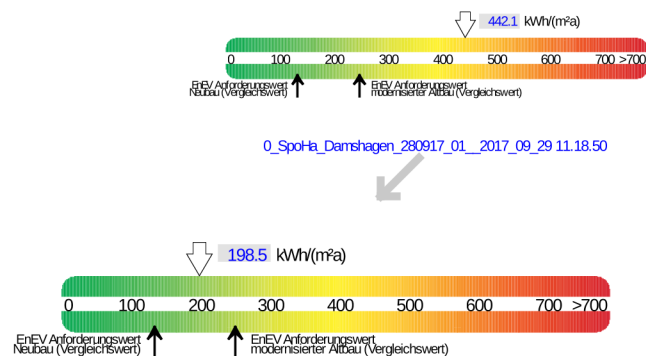 442.1 kWh/(m²a)
0 100 200 300 400 500 600 700 >700
EnEV Anforderungswert
Neubau (Vergleichswert)
EnEV Anforderungswert
modernisierter Altbau (Vergleichswert)
0_SpoHa_Damshagen_280917_01__2017_09_29 11.18.50
198.5 kWh/(m²a)
0 100 200 300 400 500 600 700 >700
EnEV Anforderungswert
Neubau (Vergleichswert)
EnEV Anforderungswert
modernisierter Altbau (Vergleichswert)